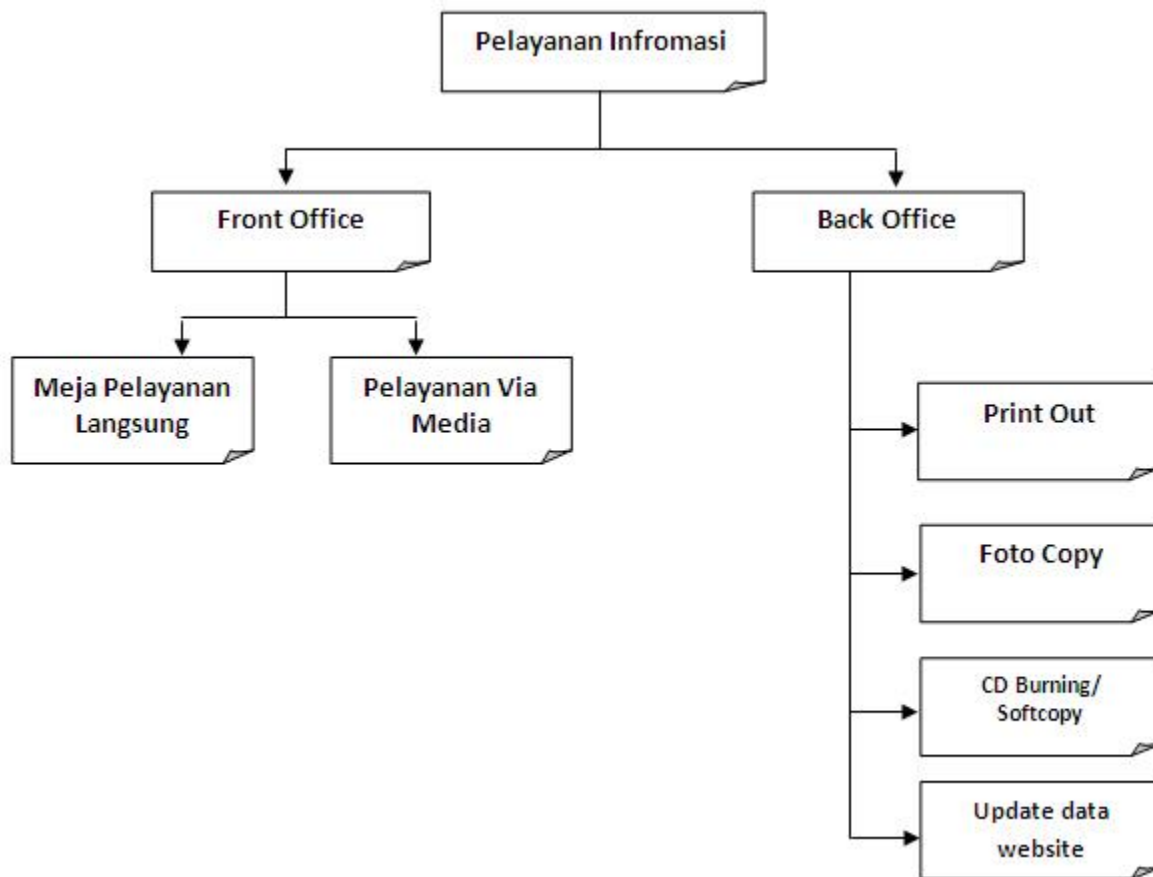 Pelayanan Infromasi
Front Office
Back Office
Meja Pelayanan
Langsung
Pelayanan Via
Media
Print Out
Foto Copy
CD Burning/
Softcopy
Update data
website